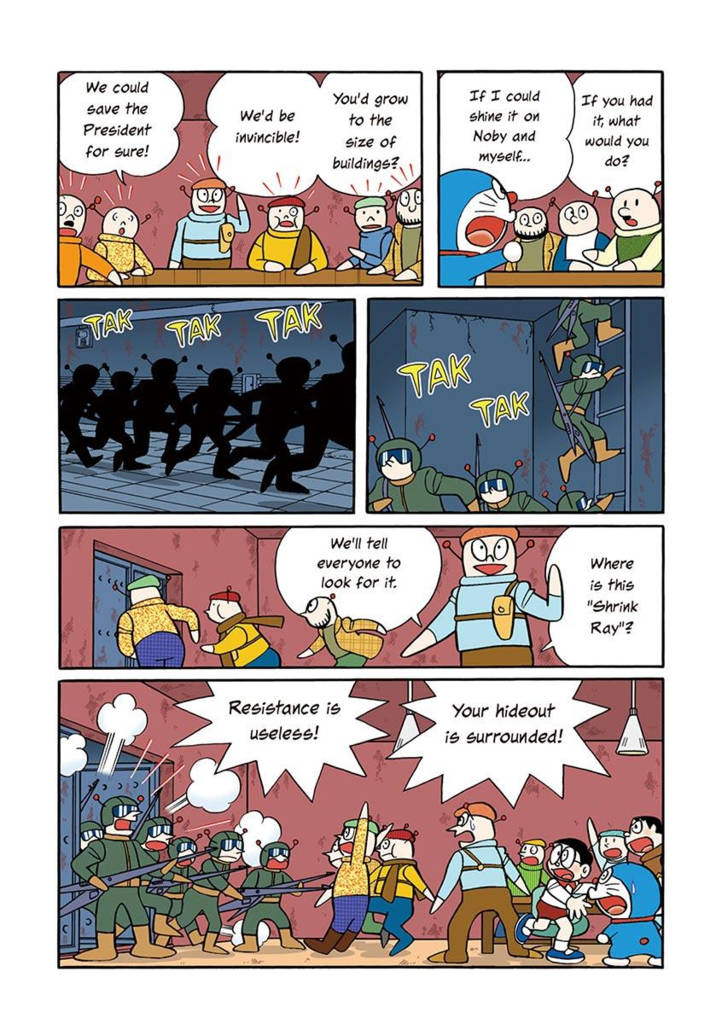 If you had
it, what
would you
do?
If I could
shine it on
Noby and
myself...
You'd grow
to the
size of
buildings?
We'd be
invincible!
We could
save the
President
for sure!
TAK
TAK
TAK
TAK
TAK
Where
is this
"Shrink
Ray"?
We'll tell
everyone to
look for it.
Your hideout
is surrounded!
Resistance is
useless!